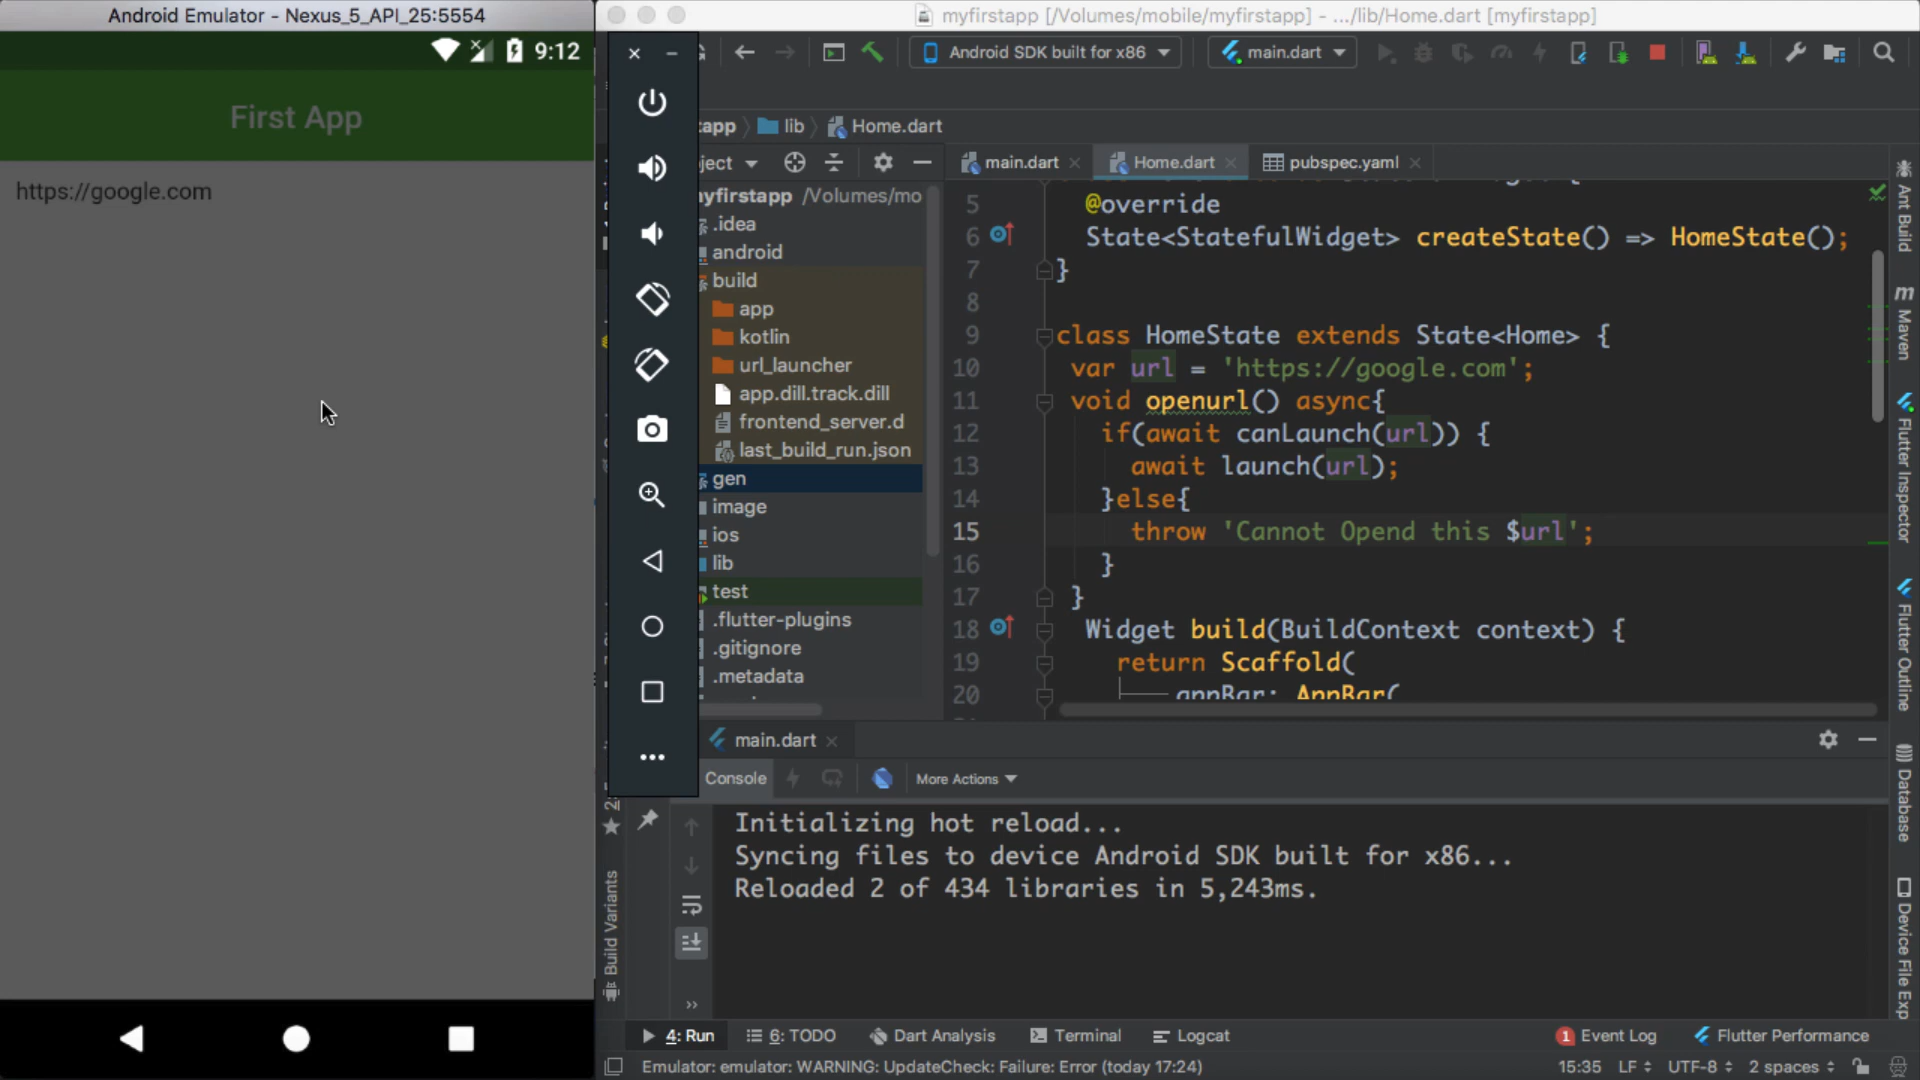 Android Emulator - Nexus_5_API_25:5554
9:12
First App
https://google.com
myfirstapp [/Volumes/mobile/myfirstapp] - .../lib/Home.dart [myfirstapp]
Android SDK built for x86
main.dart
lib
Home.dart
main.dart
Home.dart
pubspec.yaml
/Volumes/mo
.idea
android
build
app
kotlin
url_launcher
app.dill.track.dill
frontend_server.d
last_build_run.json
gen
image
ios
lib
test
.flutter-plugins
.gitignore
.metadata
5 @override
6 State<StatefulWidget> createState() => HomeState();
7 }
8
9 class HomeState extends State<Home> {
10 var url = 'https://google.com';
11 void openurl() async{
12 if(await canLaunch(url)) {
13 await launch(url);
14 }else{
15 throw 'Cannot Opend this $url';
16 }
17 }
18 Widget build(BuildContext context) {
19 return Scaffold(
20 appBar: AppBar(
Ant Build
Maven
Flutter Inspector
Flutter Outline
Database
Device File Exp
main.dart
Console
More Actions
Initializing hot reload...
Syncing files to device Android SDK built for x86...
Reloaded 2 of 434 libraries in 5,243ms.
Build Variants
4: Run
6: TODO
Dart Analysis
Terminal
Logcat
1 Event Log
Flutter Performance
Emulator: emulator: WARNING: UpdateCheck: Failure: Error (today 17:24)
15:35 LF UTF-8 2 spaces